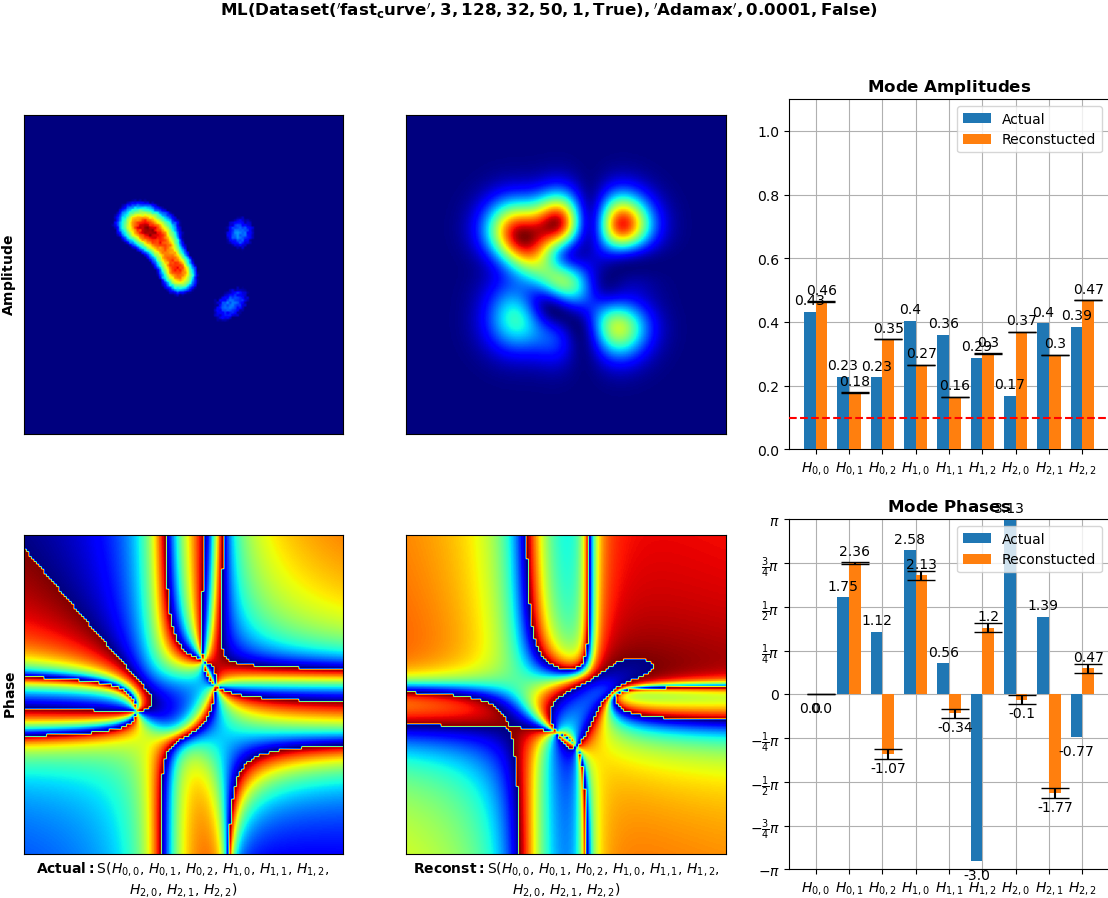 ML(Dataset('fast_curve', 3, 128, 32, 50, 1, True), 'Adamax', 0.0001, False)
Amplitude
Mode Amplitudes
Actual
Reconstucted
1.0
0.8
0.6
0.4
0.2
0.0
0.43 0.46
0.23 0.18
0.23 0.35
0.4 0.27
0.36 0.16
0.29 0.3
0.17 0.37
0.4 0.3
0.39 0.47
H0,0 H0,1 H0,2 H1,0 H1,1 H1,2 H2,0 H2,1 H2,2
Phase
Mode Phases
Actual
Reconstucted
π
3/4π
1/2π
1/4π
0
−1/4π
−1/2π
−3/4π
−π
0.0 0.0
1.75 2.36
1.12 -1.07
2.58 2.13
0.56 -0.34
-3.0 1.2
3.13 -0.1
1.39 -1.77
-0.77 0.47
H0,0 H0,1 H0,2 H1,0 H1,1 H1,2 H2,0 H2,1 H2,2
Actual: S(H0,0, H0,1, H0,2, H1,0, H1,1, H1,2,
H2,0, H2,1, H2,2)
Reconst: S(H0,0, H0,1, H0,2, H1,0, H1,1, H1,2,
H2,0, H2,1, H2,2)